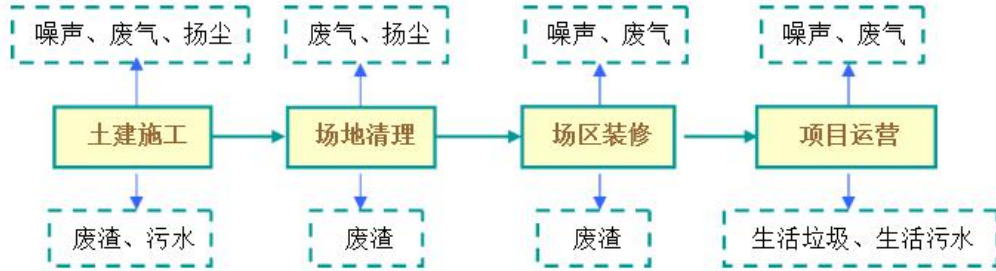 噪声、废气、扬尘
废气、扬尘
噪声、废气
噪声、废气
土建施工
场地清理
场区装修
项目运营
废渣、污水
废渣
废渣
生活垃圾、生活污水